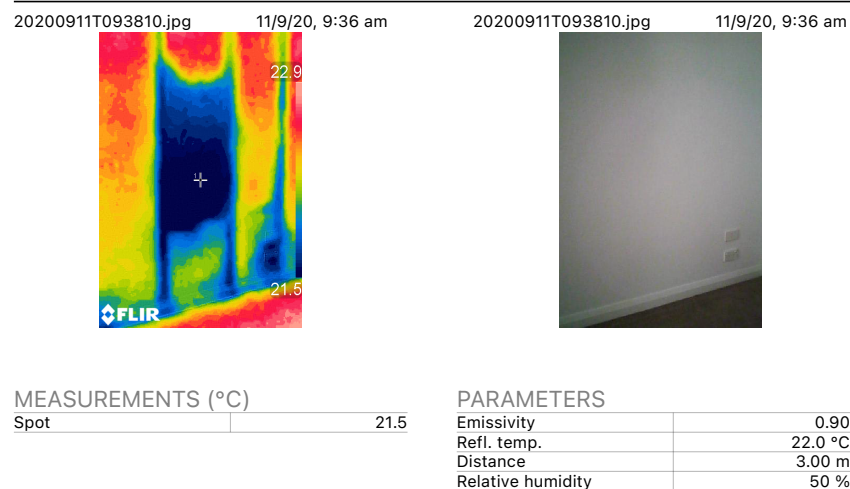 20200911T093810.jpg 11/9/20, 9:36 am
20200911T093810.jpg 11/9/20, 9:36 am
22.9
21.5
FLIR
MEASUREMENTS (°C)
Spot 21.5
PARAMETERS
Emissivity 0.90
Refl. temp. 22.0 °C
Distance 3.00 m
Relative humidity 50 %